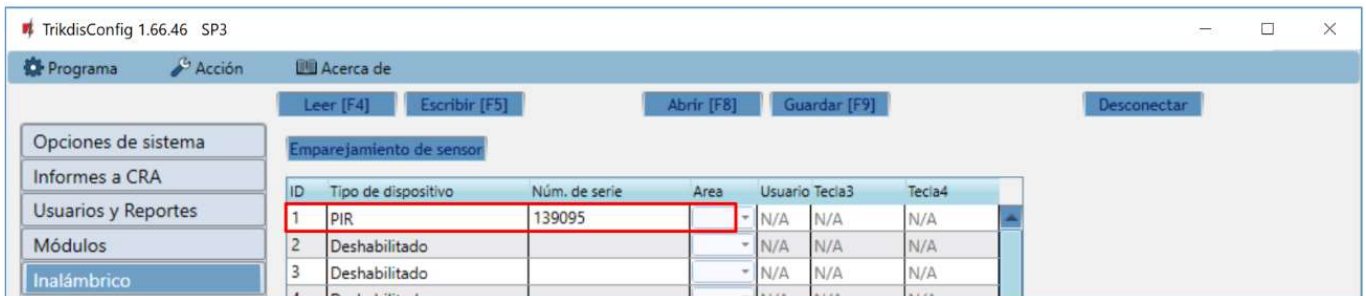 TrikdisConfig 1.66.46 SP3
Programa Acción Acerca de
Leer [F4] Escribir [F5] Abrir [F8] Guardar [F9] Desconectar
Opciones de sistema
Emparejamiento de sensor
Informes a CRA
ID Tipo de dispositivo Núm. de serie Area Usuario Tecla3 Tecla4
Usuarios y Reportes
1 PIR 139095 N/A N/A N/A
Módulos
2 Deshabilitado N/A N/A N/A
Inalámbrico
3 Deshabilitado N/A N/A N/A